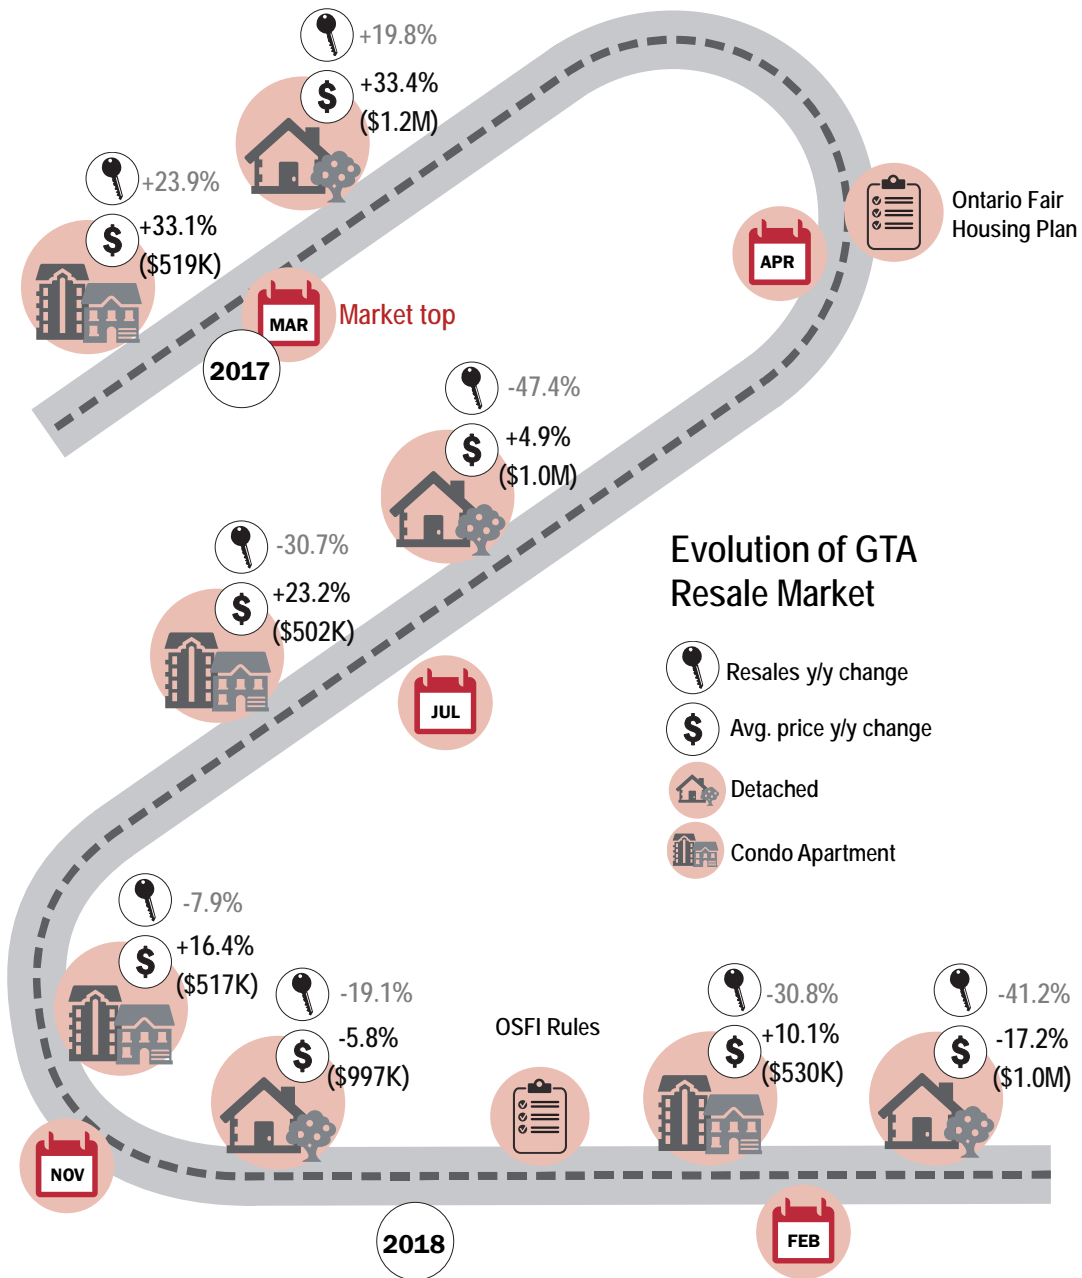 +19.8%
$
+33.4%
($1.2M)
+23.9%
$
+33.1%
($519K)
MAR
Market top
2017
APR
Ontario Fair
Housing Plan
-47.4%
$
+4.9%
($1.0M)
-30.7%
$
+23.2%
($502K)
JUL
Evolution of GTA
Resale Market
Resales y/y change
$
Avg. price y/y change
Detached
Condo Apartment
-7.9%
$
+16.4%
($517K)
NOV
-19.1%
$
-5.8%
($997K)
OSFI Rules
2018
-30.8%
$
+10.1%
($530K)
FEB
-41.2%
$
-17.2%
($1.0M)